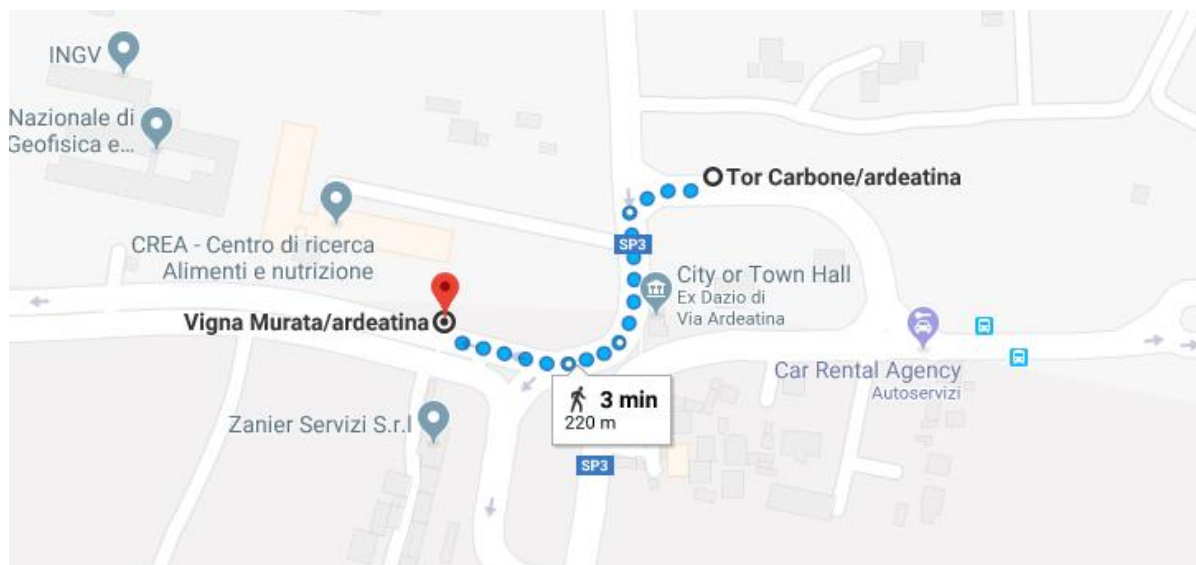 INGV
Nazionale di
Geofisica e...
Tor Carbone/ardeatina
CREA - Centro di ricerca
Alimenti e nutrizione
SP3
City or Town Hall
Ex Dazio di
Via Ardeatina
Vigna Murata/ardeatina
Car Rental Agency
Autoservizi
3 min
220 m
Zanier Servizi S.r.l
SP3